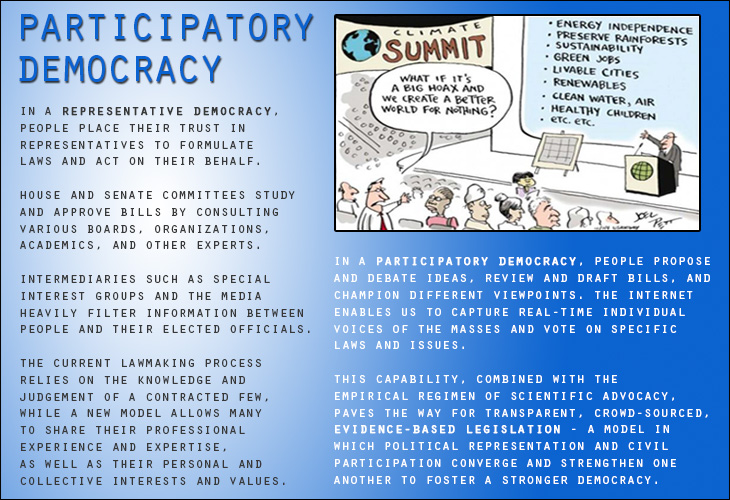 PARTICIPATORY
DEMOCRACY
IN A REPRESENTATIVE DEMOCRACY,
PEOPLE PLACE THEIR TRUST IN
REPRESENTATIVES TO FORMULATE
LAWS AND ACT ON THEIR BEHALF.
HOUSE AND SENATE COMMITTEES STUDY
AND APPROVE BILLS BY CONSULTING
VARIOUS BOARDS, ORGANIZATIONS,
ACADEMICS, AND OTHER EXPERTS.
INTERMEDIARIES SUCH AS SPECIAL
INTEREST GROUPS AND THE MEDIA
HEAVILY FILTER INFORMATION BETWEEN
PEOPLE AND THEIR ELECTED OFFICIALS.
THE CURRENT LAWMAKING PROCESS
RELIES ON THE KNOWLEDGE AND
JUDGEMENT OF A CONTRACTED FEW,
WHILE A NEW MODEL ALLOWS MANY
TO SHARE THEIR PROFESSIONAL
EXPERIENCE AND EXPERTISE,
AS WELL AS THEIR PERSONAL AND
COLLECTIVE INTERESTS AND VALUES.
CLIMATE
SUMMIT
WHAT IF IT'S
A BIG HOAX AND
WE CREATE A BETTER
WORLD FOR NOTHING?
• ENERGY INDEPENDENCE
• PRESERVE RAINFORESTS
• SUSTAINABILITY
• GREEN JOBS
• LIVABLE CITIES
• RENEWABLES
• CLEAN WATER, AIR
• HEALTHY CHILDREN
• ETC. ETC.
JOEL PETT
IN A PARTICIPATORY DEMOCRACY, PEOPLE PROPOSE
AND DEBATE IDEAS, REVIEW AND DRAFT BILLS, AND
CHAMPION DIFFERENT VIEWPOINTS. THE INTERNET
ENABLES US TO CAPTURE REAL-TIME INDIVIDUAL
VOICES OF THE MASSES AND VOTE ON SPECIFIC
LAWS AND ISSUES.
THIS CAPABILITY, COMBINED WITH THE
EMPIRICAL REGIMEN OF SCIENTIFIC ADVOCACY,
PAVES THE WAY FOR TRANSPARENT, CROWD-SOURCED,
EVIDENCE-BASED LEGISLATION - A MODEL IN
WHICH POLITICAL REPRESENTATION AND CIVIL
PARTICIPATION CONVERGE AND STRENGTHEN ONE
ANOTHER TO FOSTER A STRONGER DEMOCRACY.